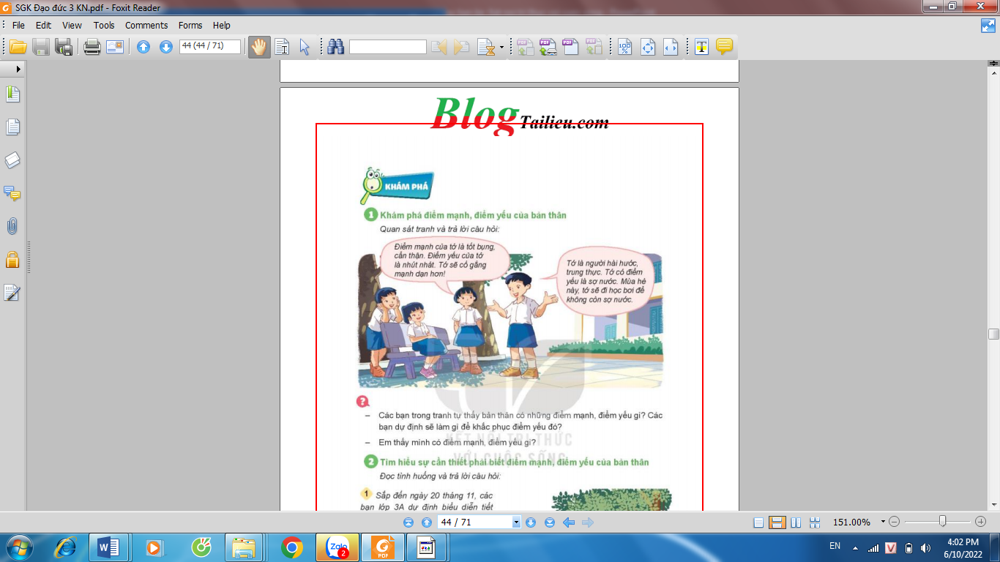 SGK Đạo đức 3 KN.pdf - Foxit Reader
File Edit View Tools Comments Forms Help
44 (44 / 71)
BlogTailieu.com
KHÁM PHÁ
1 Khám phá điểm mạnh, điểm yếu của bản thân
Quan sát tranh và trả lời câu hỏi:
Điểm mạnh của tớ là tốt bụng,
cẩn thận. Điểm yếu của tớ
là nhút nhát. Tớ sẽ cố gắng
mạnh dạn hơn!
Tớ là người hài hước,
trung thực. Tớ có điểm
yếu là sợ nước. Mùa hè
này, tớ sẽ đi học bơi để
không còn sợ nước.
?
– Các bạn trong tranh tự thấy bản thân có những điểm mạnh, điểm yếu gì? Các
bạn dự định sẽ làm gì để khắc phục điểm yếu đó?
– Em thấy mình có điểm mạnh, điểm yếu gì?
KẾT NỐI TRI THỨC
VỚI CUỘC SỐNG
2 Tìm hiểu sự cần thiết phải biết điểm mạnh, điểm yếu của bản thân
Đọc tình huống và trả lời câu hỏi:
1 Sắp đến ngày 20 tháng 11, các
bạn lớp 3A dự định biểu diễn tiết
44 / 71
151.00%
Zalo
2
PDF
EN
4:02 PM
6/10/2022